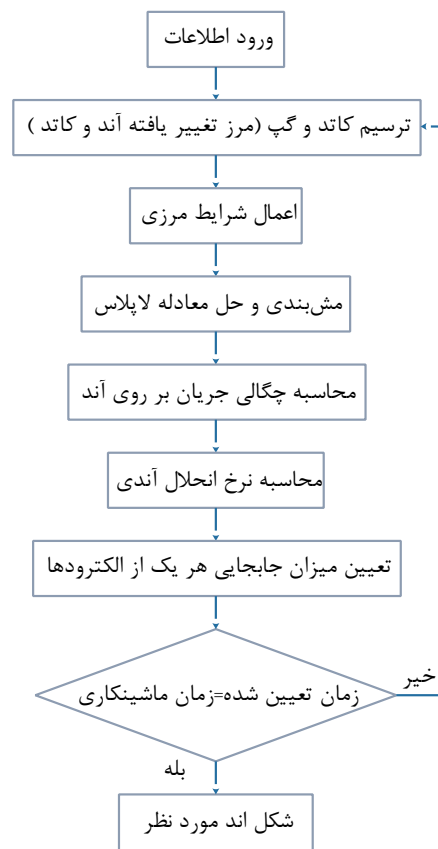 ورود اطلاعات
ترسیم کاتد و گپ (مرز تغییر یافته آند و کاتد )
اعمال شرایط مرزی
مش‌بندی و حل معادله لاپلاس
محاسبه چگالی جریان بر روی آند
محاسبه نرخ انحلال آندی
تعیین میزان جابجایی هر یک از الکترودها
زمان تعیین شده=زمان ماشینکاری
خیر
بله
شکل اند مورد نظر